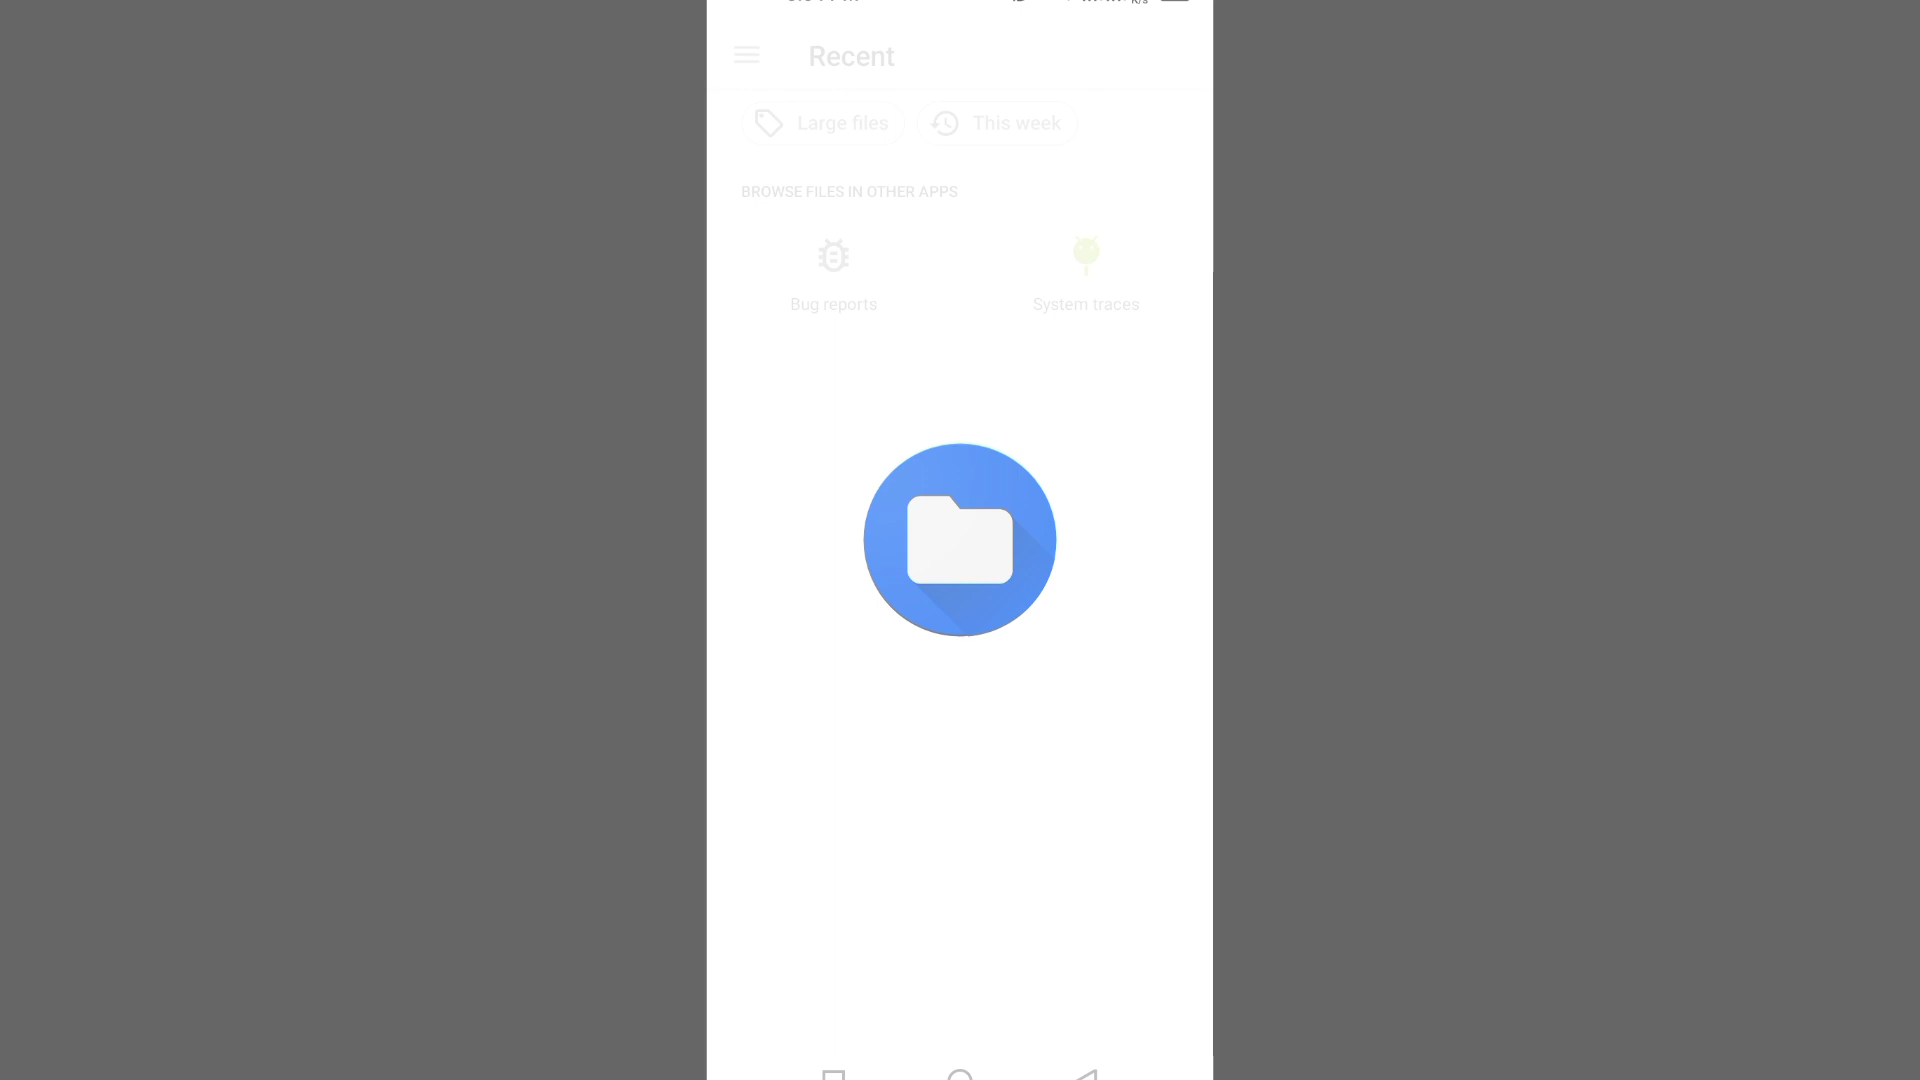 Recent
Large files
This week
BROWSE FILES IN OTHER APPS
Bug reports
System traces